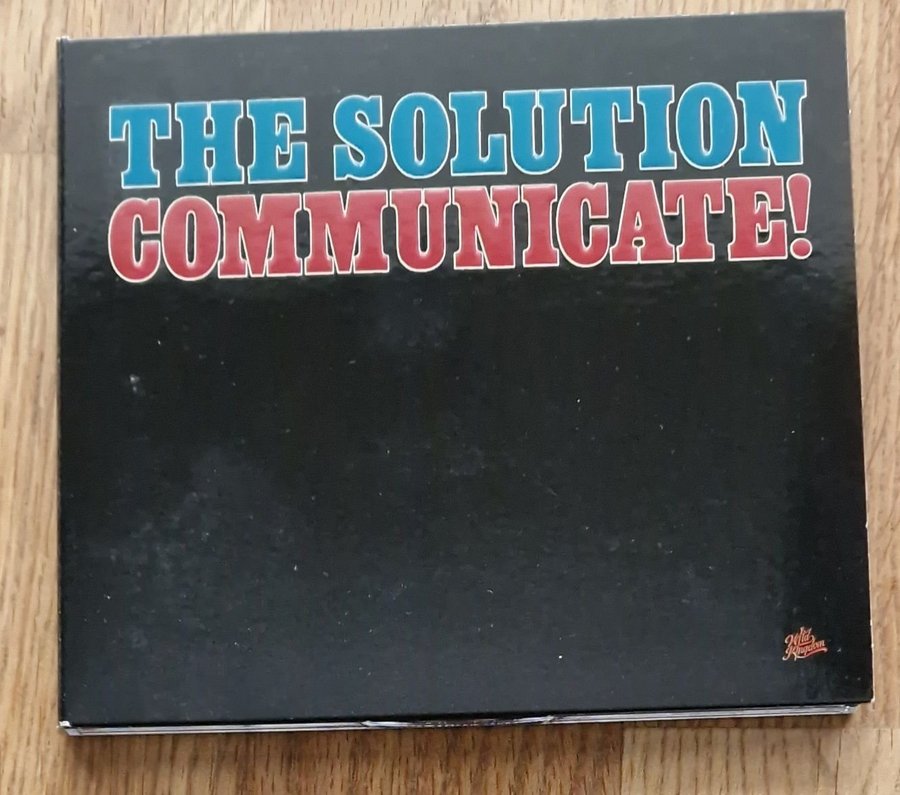 THE SOLUTION
COMMUNICATE!
Wild
Kingdom